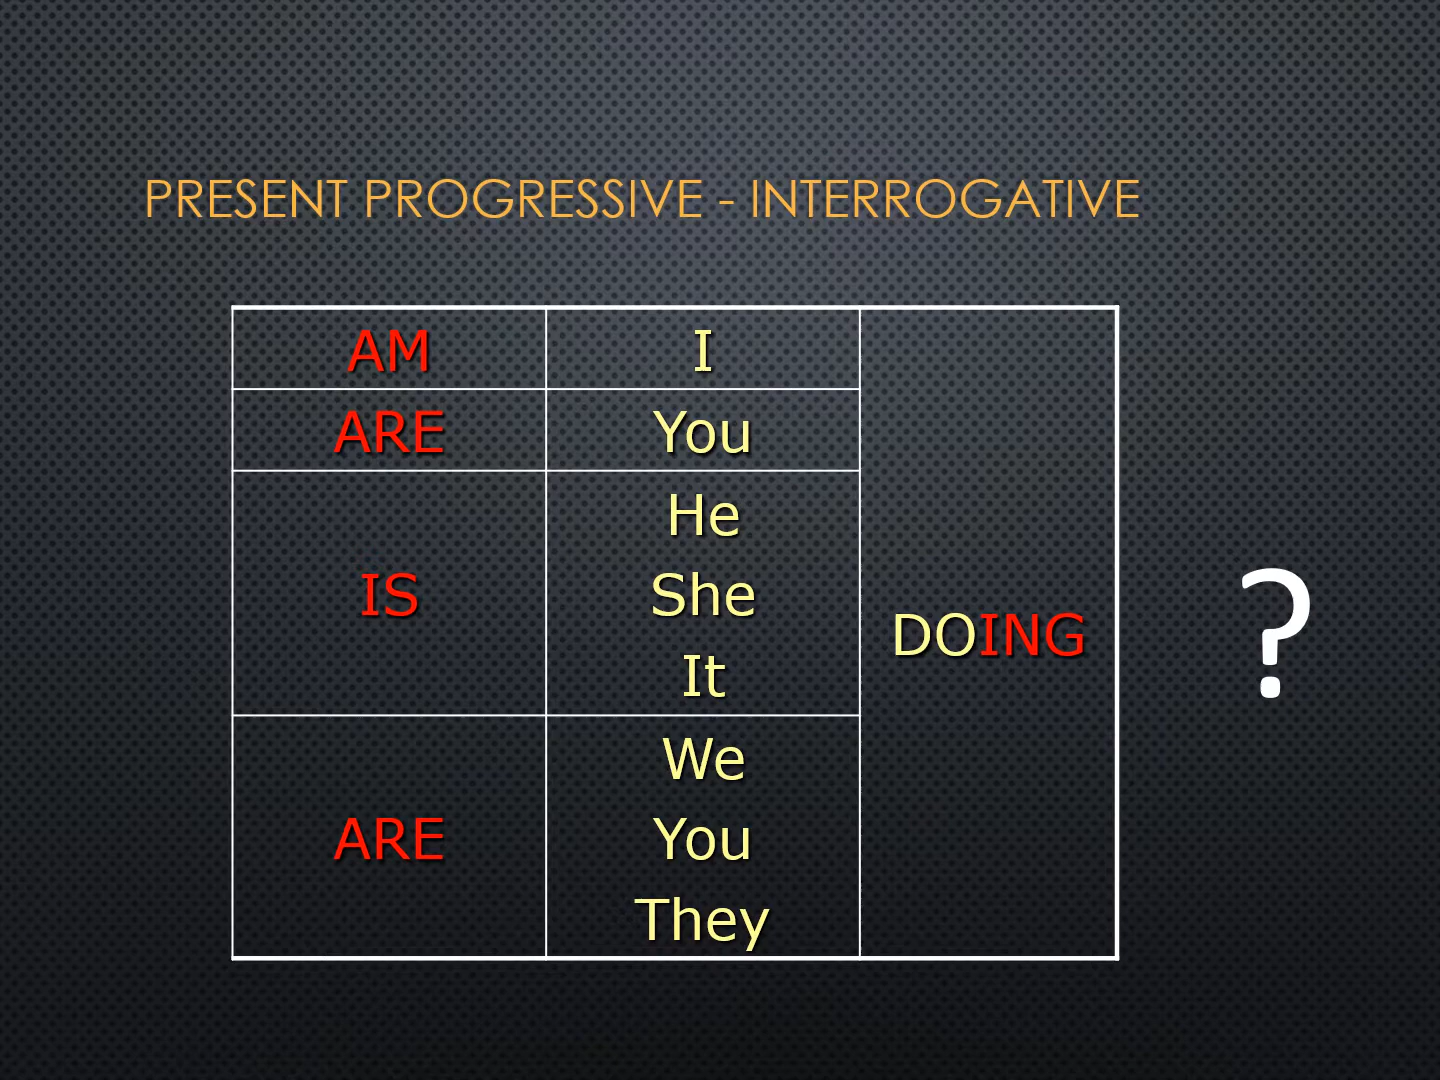 PRESENT PROGRESSIVE - INTERROGATIVE
AM I
ARE You
He
IS She
It
DOING
?
We
ARE You
They